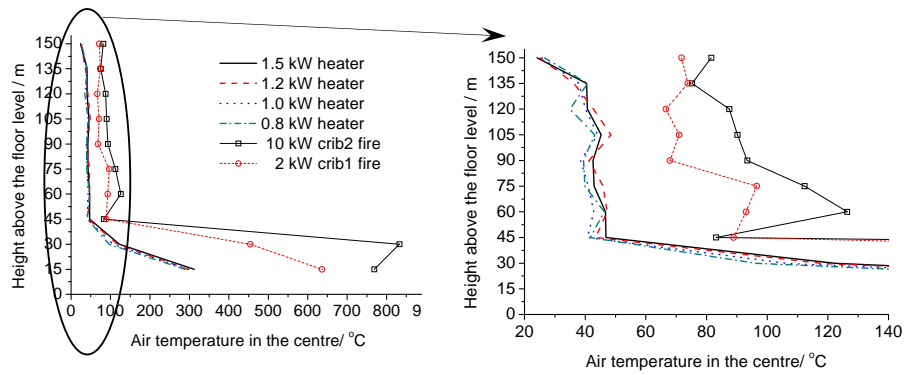 150
135
120
105
90
75
60
45
30
15
0
0 100 200 300 400 500 600 700 800 9
Height above the floor level / m
Air temperature in the centre/ °C
1.5 kW heater
1.2 kW heater
1.0 kW heater
0.8 kW heater
10 kW crib2 fire
2 kW crib1 fire
150
135
120
105
90
75
60
45
30
15
0
20 40 60 80 100 120 140
Height above the floor level / m
Air temperature in the centre/ °C